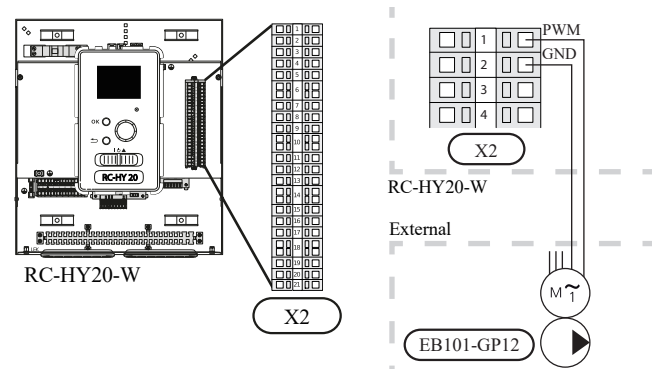 OK
RC-HY 20
RC-HY20-W
1
2
3
4
5
6
7
8
9
10
11
12
13
14
15
16
17
18
19
20
21
X2
PWM
GND
1
2
3
4
X2
RC-HY20-W
External
M 1
EB101-GP12